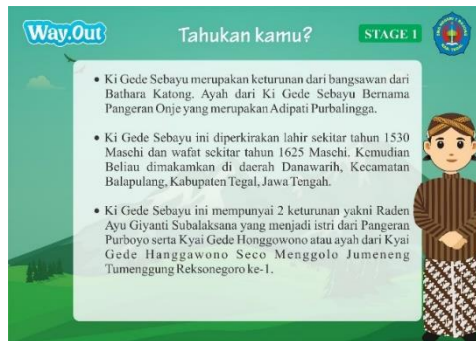 Way.Out
Tahukan kamu?
STAGE 1
• Ki Gede Sebayu merupakan keturunan dari bangsawan dari
Bathara Katong. Ayah dari Ki Gede Sebayu Bernama
Pangeran Onje yang merupakan Adipati Purbalingga.
• Ki Gede Sebayu ini diperkirakan lahir sekitar tahun 1530
Maschi dan wafat sekitar tahun 1625 Maschi. Kemudian
Beliau dimakamkan di daerah Danawarih, Kecamatan
Balapulang, Kabupaten Tegal, Jawa Tengah.
• Ki Gede Sebayu ini mempunyai 2 keturunan yakni Raden
Ayu Giyanti Subalaksana yang menjadi istri dari Pangeran
Purboyo serta Kyai Gede Honggowono atau ayah dari Kyai
Gede Hanggawono Seco Menggolo Jumeneng
Tumenggung Reksonegoro ke-1.